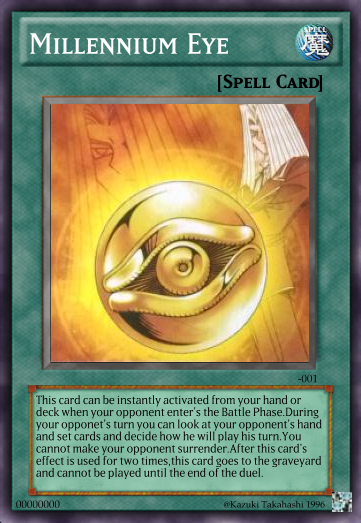 MILLENNIUM EYE
SPELL
魔
[SPELL CARD]
-001
This card can be instantly activated from your hand or
deck when your opponent enter's the Battle Phase.During
your opponet's turn you can look at your opponent's hand
and set cards and decide how he will play his turn.You
cannot make your opponent surrender.After this card's
effect is used for two times,this card goes to the graveyard
and cannot be played until the end of the duel.
00000000
©Kazuki Takahashi 1996